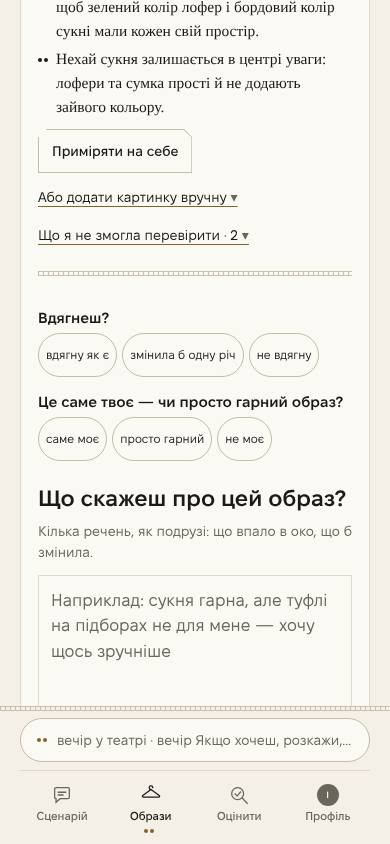 щоб зелений колір лофер і бордовий колір
сукні мали кожен свій простір.
•• Нехай сукня залишається в центрі уваги:
лофери та сумка прості й не додають
зайвого кольору.
Приміряти на себе
Або додати картинку вручну ▾
Що я не змогла перевірити · 2 ▾
Вдягнеш?
вдягну як є
змінила б одну річ
не вдягну
Це саме твоє — чи просто гарний образ?
саме моє
просто гарний
не моє
Що скажеш про цей образ?
Кілька речень, як подрузі: що впало в око, що б
змінила.
Наприклад: сукня гарна, але туфлі
на підборах не для мене — хочу
щось зручніше
•• вечір у театрі · вечір Якщо хочеш, розкажи,...
Сценарій
Образи
Оцінити
І
Профіль